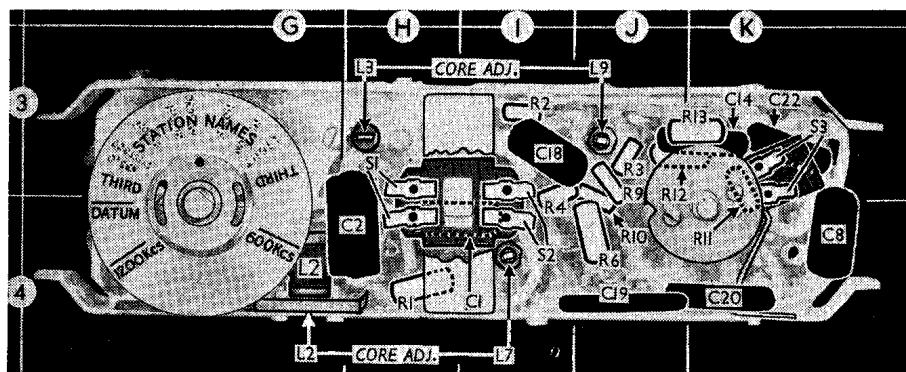 G H I J K
L3 CORE ADJ. L9
3
R2 R13 C14 C22
STATION NAMES
S3
C18
S1
THIRD THIRD
R3
R9
R12
DATUM
C2
R4
R10
R11
S2
R6
C8
1200Kcs 600Kcs
L2
4
R1 C1
C19 C20
L2 CORE ADJ. L7